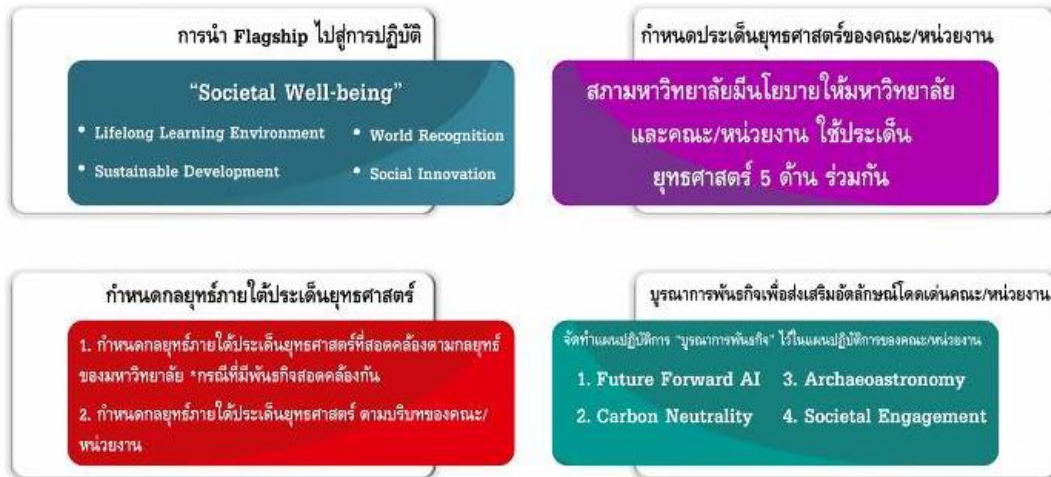 การนำ Flagship ไปสู่การปฏิบัติ
“Societal Well-being”
• Lifelong Learning Environment
• World Recognition
• Sustainable Development
• Social Innovation
กำหนดประเด็นยุทธศาสตร์ของคณะ/หน่วยงาน
สภามหาวิทยาลัยมีนโยบายให้มหาวิทยาลัย
และคณะ/หน่วยงาน ใช้ประเด็น
ยุทธศาสตร์ 5 ด้าน ร่วมกัน
กำหนดกลยุทธ์ภายใต้ประเด็นยุทธศาสตร์
1. กำหนดกลยุทธ์ภายใต้ประเด็นยุทธศาสตร์ที่สอดคล้องตามกลยุทธ์
ของมหาวิทยาลัย *กรณีที่มีพันธกิจสอดคล้องกัน
2. กำหนดกลยุทธ์ภายใต้ประเด็นยุทธศาสตร์ ตามบริบทของคณะ/
หน่วยงาน
บูรณาการพันธกิจเพื่อส่งเสริมอัตลักษณ์โดดเด่นคณะ/หน่วยงาน
จัดทำแผนปฏิบัติการ “บูรณาการพันธกิจ” ไว้ในแผนปฏิบัติการของคณะ/หน่วยงาน
1. Future Forward AI
3. Archaeoastronomy
2. Carbon Neutrality
4. Societal Engagement